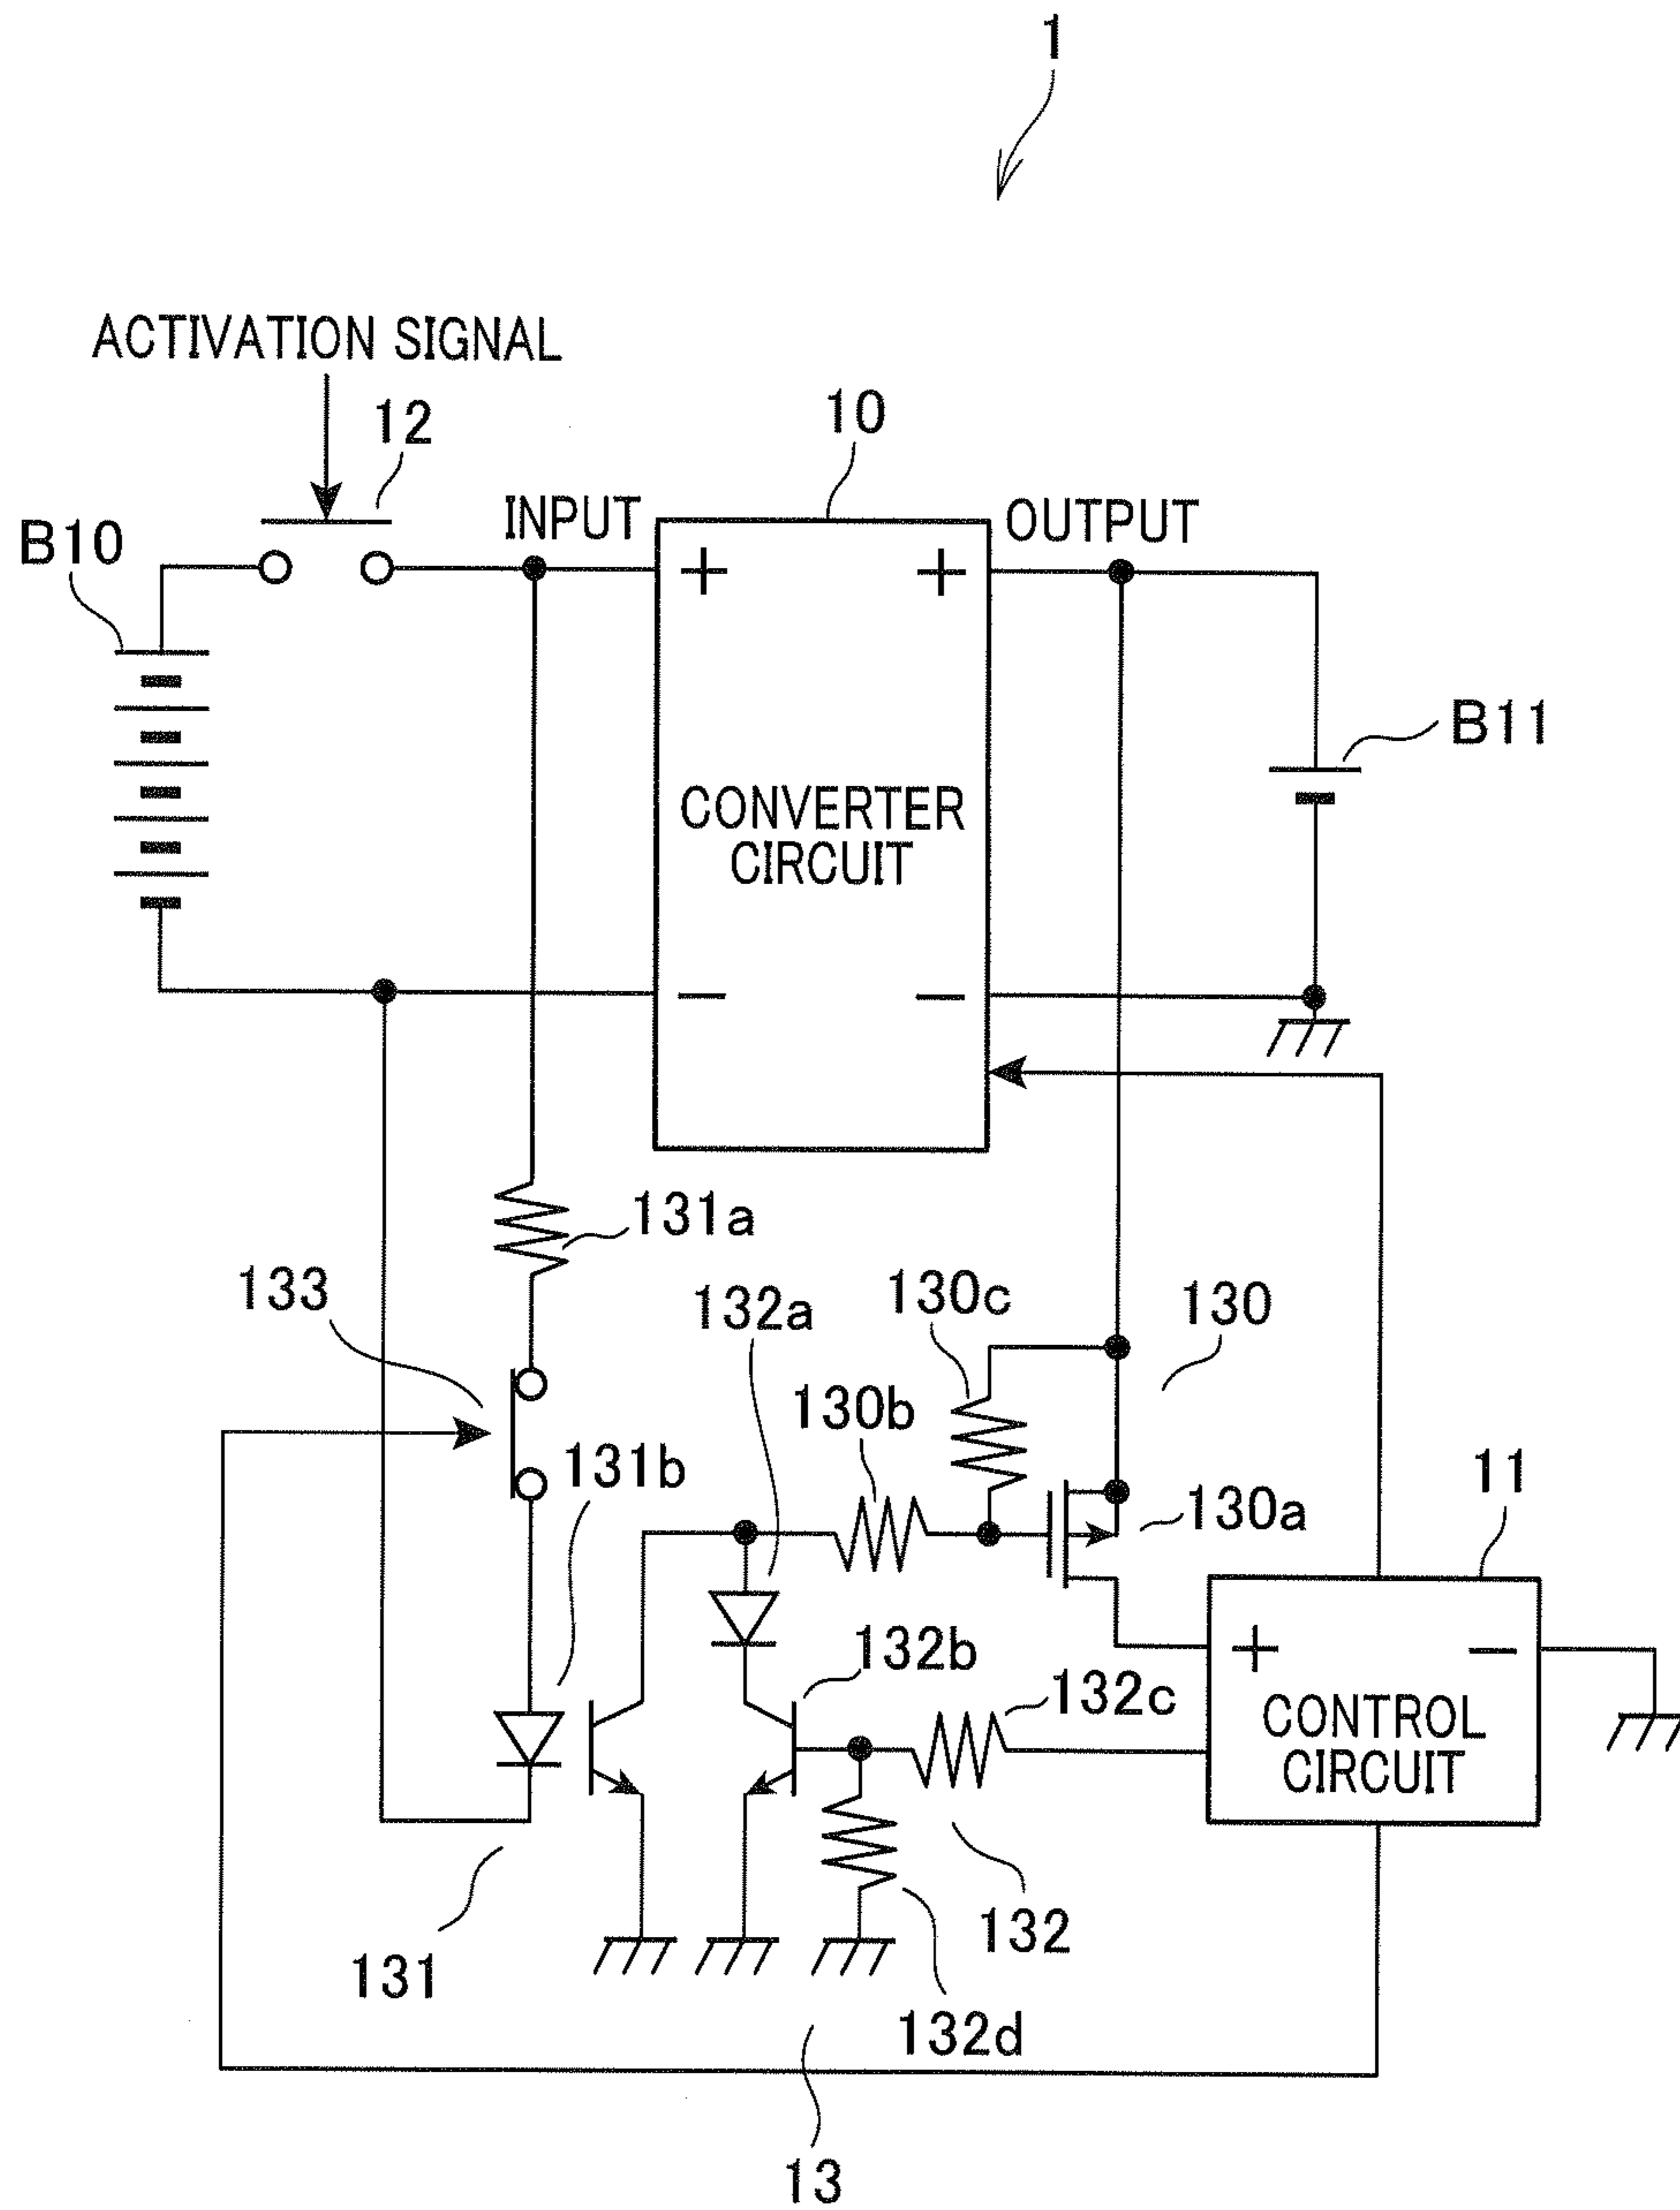 1
ACTIVATION SIGNAL
12
10
INPUT
OUTPUT
B10
+
+
B11
CONVERTER
CIRCUIT
−
−
131a
133
132a
130c
130
130b
131b
11
130a
132b
132c
+
−
CONTROL
CIRCUIT
132
131
132d
13